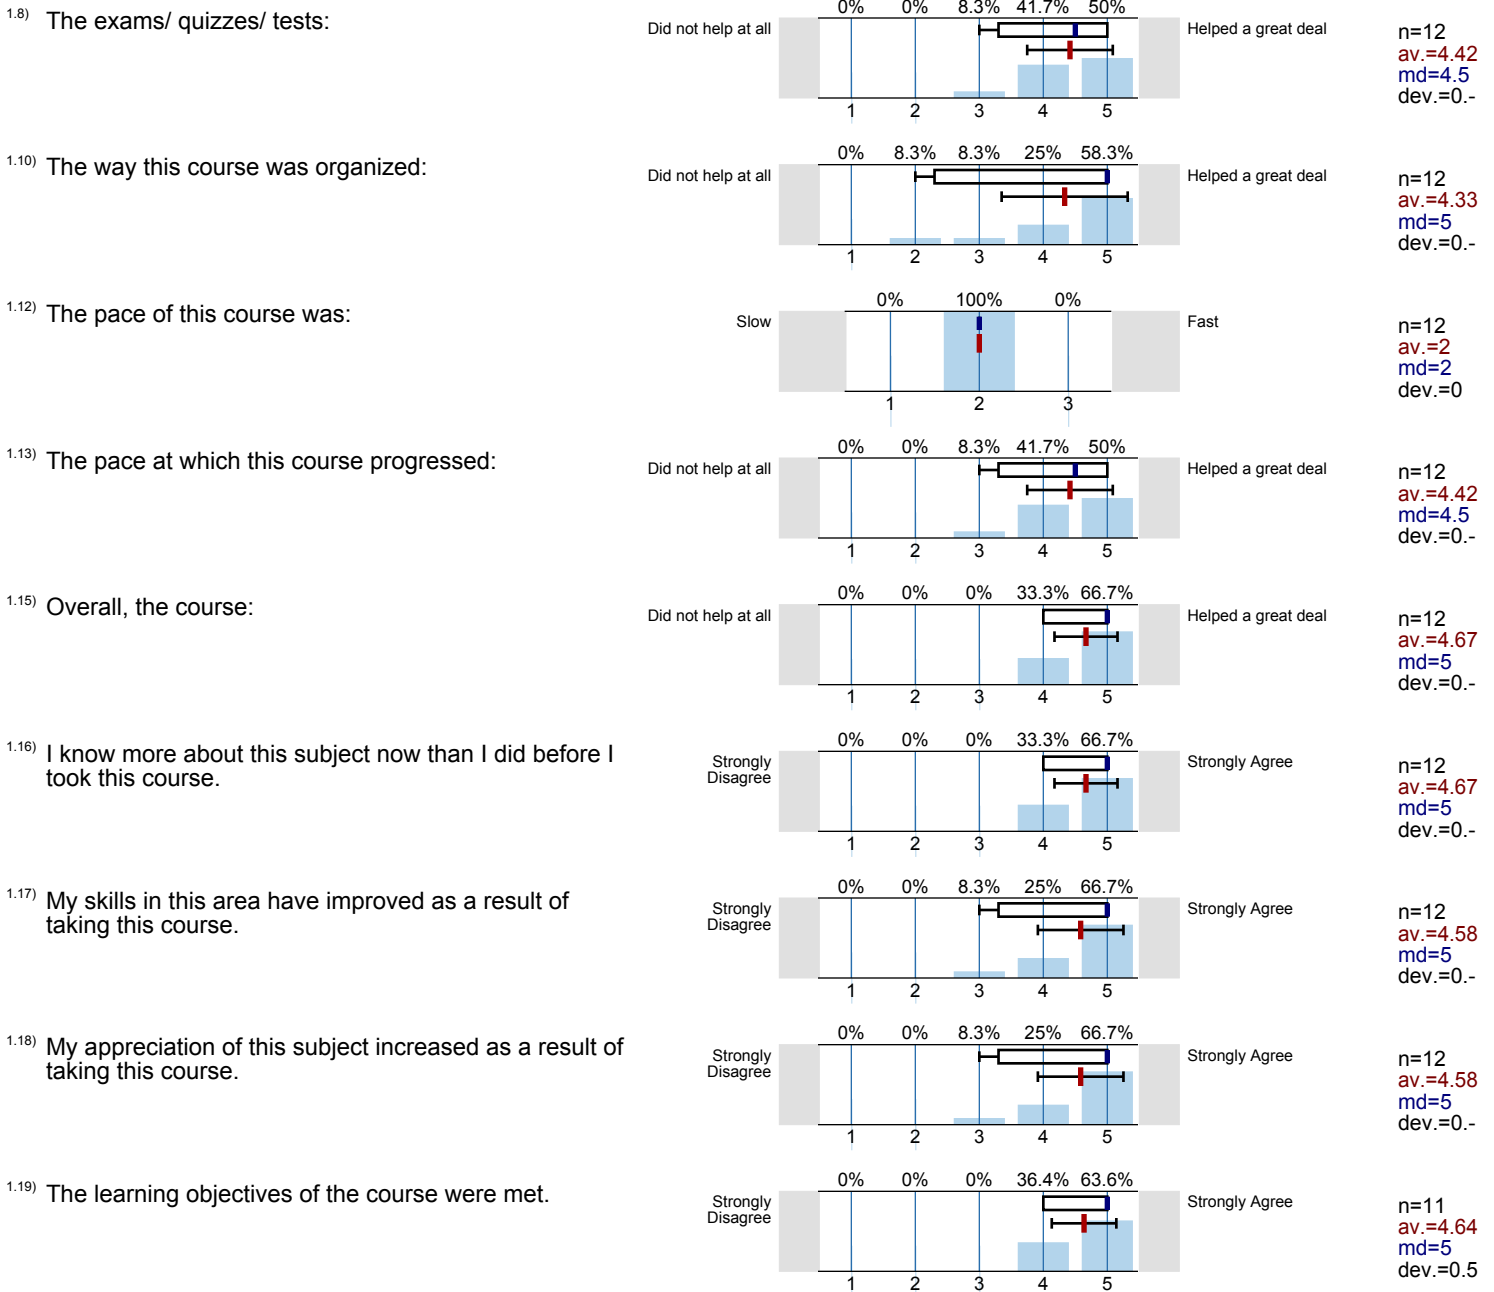 1.8) The exams/ quizzes/ tests:
0% 0% 8.3% 41.7% 50%
Did not help at all Helped a great deal
1 2 3 4 5
n=12
av.=4.42
md=4.5
dev.=0.-
1.10) The way this course was organized:
0% 8.3% 8.3% 25% 58.3%
Did not help at all Helped a great deal
1 2 3 4 5
n=12
av.=4.33
md=5
dev.=0.-
1.12) The pace of this course was:
0% 100% 0%
Slow Fast
1 2 3
n=12
av.=2
md=2
dev.=0
1.13) The pace at which this course progressed:
0% 0% 8.3% 41.7% 50%
Did not help at all Helped a great deal
1 2 3 4 5
n=12
av.=4.42
md=4.5
dev.=0.-
1.15) Overall, the course:
0% 0% 0% 33.3% 66.7%
Did not help at all Helped a great deal
1 2 3 4 5
n=12
av.=4.67
md=5
dev.=0.-
1.16) I know more about this subject now than I did before I
took this course.
0% 0% 0% 33.3% 66.7%
Strongly
Disagree
Strongly Agree
1 2 3 4 5
n=12
av.=4.67
md=5
dev.=0.-
1.17) My skills in this area have improved as a result of
taking this course.
0% 0% 8.3% 25% 66.7%
Strongly
Disagree
Strongly Agree
1 2 3 4 5
n=12
av.=4.58
md=5
dev.=0.-
1.18) My appreciation of this subject increased as a result of
taking this course.
0% 0% 8.3% 25% 66.7%
Strongly
Disagree
Strongly Agree
1 2 3 4 5
n=12
av.=4.58
md=5
dev.=0.-
1.19) The learning objectives of the course were met.
0% 0% 0% 36.4% 63.6%
Strongly
Disagree
Strongly Agree
1 2 3 4 5
n=11
av.=4.64
md=5
dev.=0.5